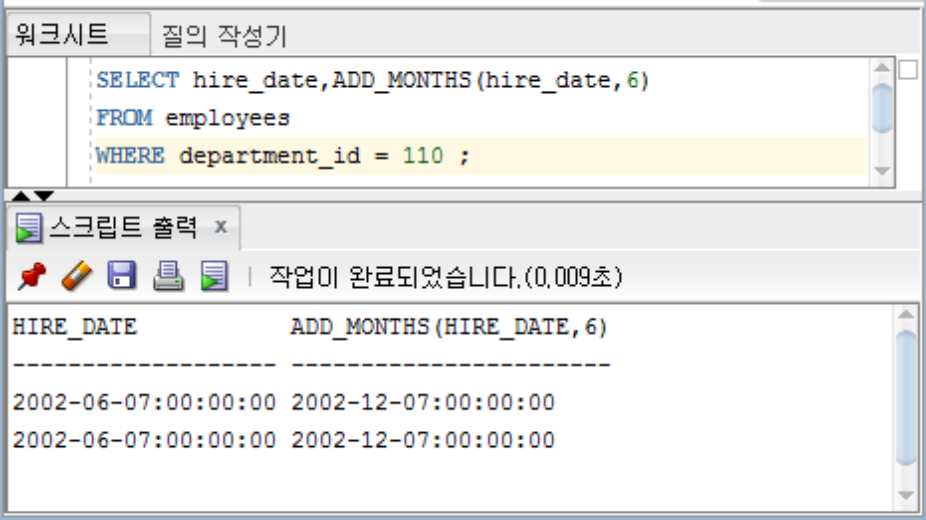 워크시트 질의 작성기
SELECT hire_date,ADD_MONTHS(hire_date,6)
FROM employees
WHERE department_id = 110 ;
스크립트 출력 x
작업이 완료되었습니다.(0,009초)
HIRE_DATE ADD_MONTHS(HIRE_DATE,6)
------------------- -----------------------
2002-06-07:00:00:00 2002-12-07:00:00:00
2002-06-07:00:00:00 2002-12-07:00:00:00